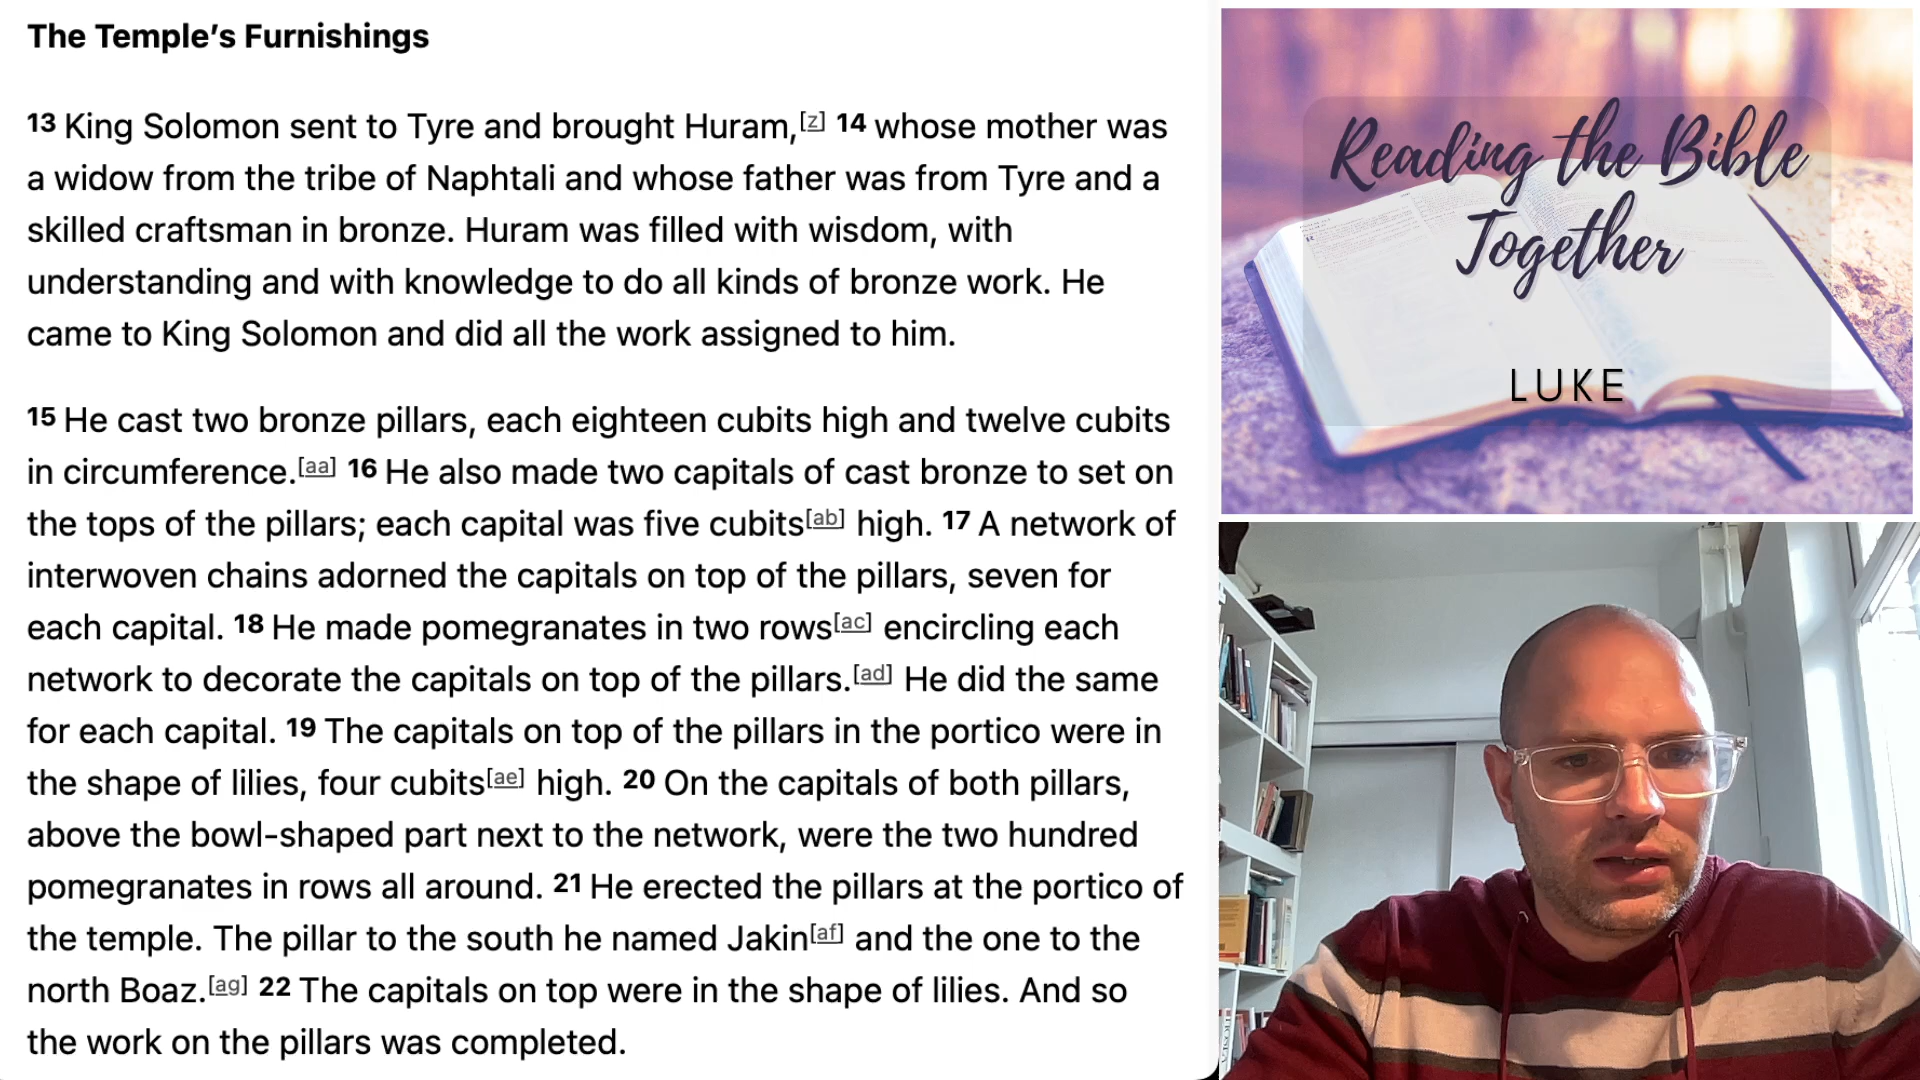 The Temple’s Furnishings
13 King Solomon sent to Tyre and brought Huram,[z] 14 whose mother was
a widow from the tribe of Naphtali and whose father was from Tyre and a
skilled craftsman in bronze. Huram was filled with wisdom, with
understanding and with knowledge to do all kinds of bronze work. He
came to King Solomon and did all the work assigned to him.
15 He cast two bronze pillars, each eighteen cubits high and twelve cubits
in circumference.[aa] 16 He also made two capitals of cast bronze to set on
the tops of the pillars; each capital was five cubits[ab] high. 17 A network of
interwoven chains adorned the capitals on top of the pillars, seven for
each capital. 18 He made pomegranates in two rows[ac] encircling each
network to decorate the capitals on top of the pillars.[ad] He did the same
for each capital. 19 The capitals on top of the pillars in the portico were in
the shape of lilies, four cubits[ae] high. 20 On the capitals of both pillars,
above the bowl-shaped part next to the network, were the two hundred
pomegranates in rows all around. 21 He erected the pillars at the portico of
the temple. The pillar to the south he named Jakin[af] and the one to the
north Boaz.[ag] 22 The capitals on top were in the shape of lilies. And so
the work on the pillars was completed.
Reading the Bible
Together
LUKE